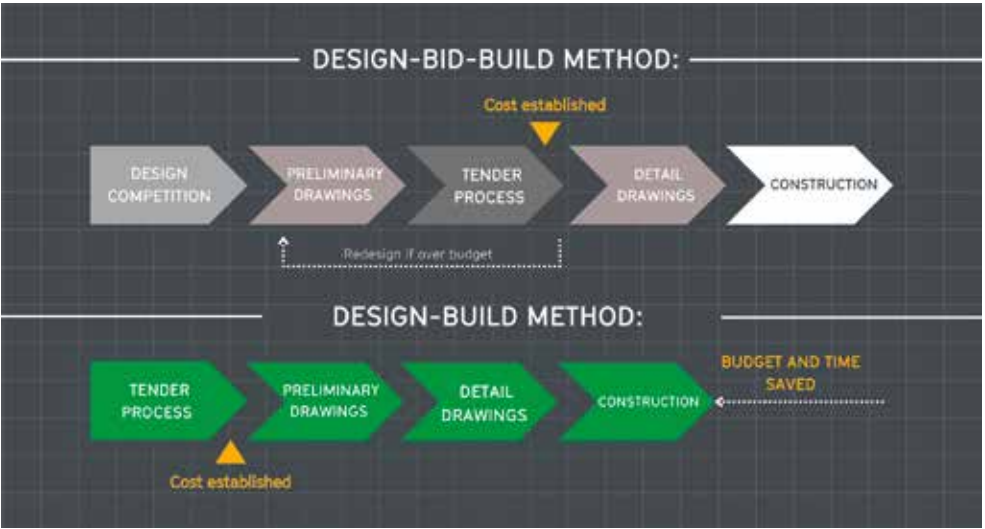 DESIGN-BID-BUILD METHOD:
Cost established
DESIGN
COMPETITION
PRELIMINARY
DRAWINGS
TENDER
PROCESS
DETAIL
DRAWINGS
CONSTRUCTION
Redesign if over budget
DESIGN-BUILD METHOD:
TENDER
PROCESS
PRELIMINARY
DRAWINGS
DETAIL
DRAWINGS
CONSTRUCTION
BUDGET AND TIME
SAVED
Cost established